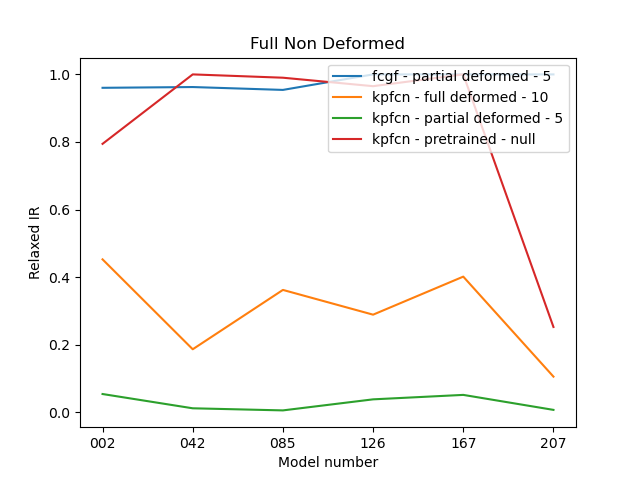 Full Non Deformed
fcgf - partial deformed - 5
kpfcn - full deformed - 10
kpfcn - partial deformed - 5
kpfcn - pretrained - null
1.0
0.8
0.6
0.4
0.2
0.0
Relaxed IR
002 042 085 126 167 207
Model number